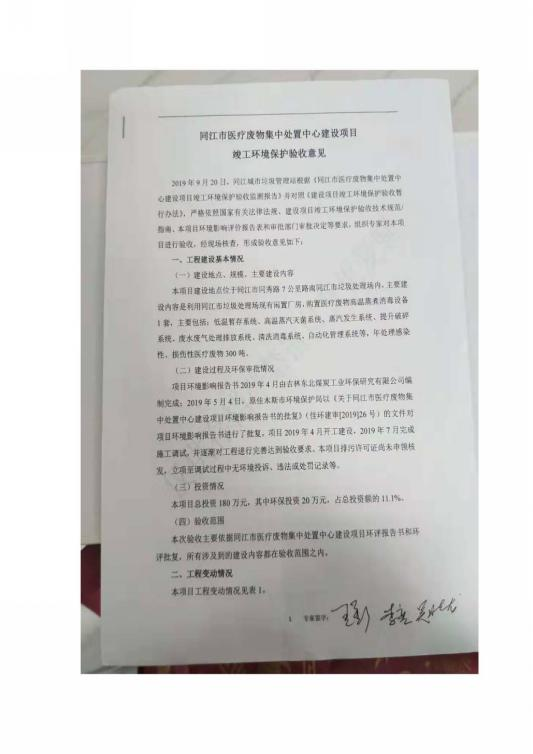 同江市医疗废物集中处置中心建设项目
竣工环境保护验收意见
2019 年 9 月 20 日，同江城市垃圾管理站根据《同江市医疗废物集中处置中
心建设项目竣工环境保护验收监测报告》并对照《建设项目竣工环境保护验收暂
行办法》，严格依照国家有关法律法规、建设项目竣工环境保护验收技术规范/
指南、本项目环境影响评价报告表和审批部门审批决定等要求，组织专家对本项
目进行验收，经现场核查，形成验收意见如下：
一、工程建设基本情况
（一）建设地点、规模、主要建设内容
本项目建设地点位于同江市同秀路 7 公里路南同江市垃圾处理场内，主要建
设内容是利用同江市垃圾处理场现有闲置厂房，购置医疗废物高温蒸煮消毒设备
1 套，主要包括：低温暂存系统、高温蒸汽灭菌系统、蒸汽发生系统、提升破碎
系统、废水废气处理排放系统、清洗消毒系统、自动化管理系统等，年处理感染
性、损伤性医疗废物 300 吨。
（二）建设过程及环保审批情况
项目环境影响报告书 2019 年 4 月由吉林东北煤炭工业环保研究有限公司编
制完成；2019 年 5 月 4 日，原佳木斯市环境保护局以《关于同江市医疗废物集
中处置中心建设项目环境影响报告书的批复》（佳环建审[2019]26 号）的文件对
项目环境影响报告书进行了批复，项目 2019 年 4 月开工建设，2019 年 7 月完成
施工调试，并逐渐对工程进行完善达到验收要求。本项目排污许可证尚未申领核
发，立项至调试过程中无环境投诉、违法或处罚记录等。
（三）投资情况
本项目总投资 180 万元，其中环保投资 20 万元，占总投资额的 11.1%。
（四）验收范围
本次验收主要依据同江市医疗废物集中处置中心建设项目环评报告书和环
评批复，所有涉及到的建设内容都在验收范围之内。
二、工程变动情况
本项目工程变动情况见表 1。
1 专家签字：